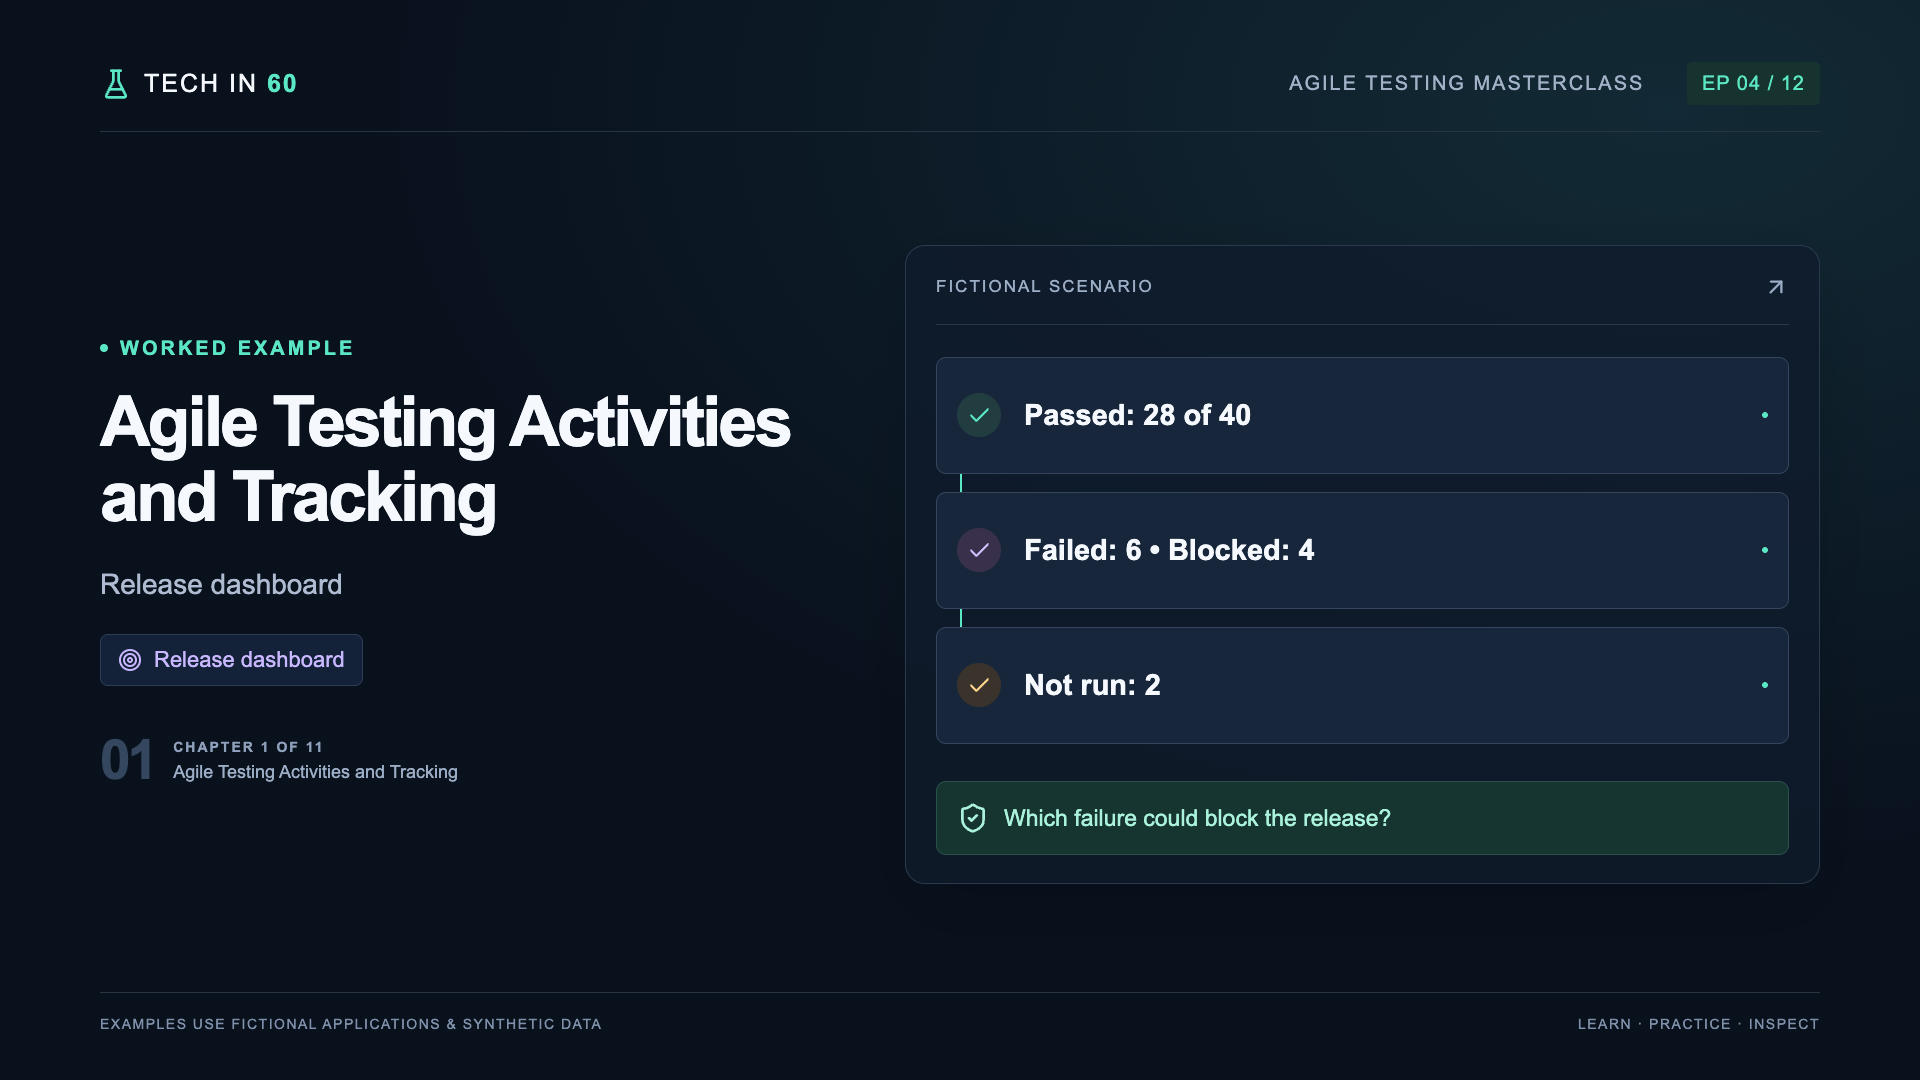 TECH IN 60
AGILE TESTING MASTERCLASS
EP 04 / 12
• WORKED EXAMPLE
Agile Testing Activities
and Tracking
Release dashboard
Release dashboard
01
CHAPTER 1 OF 11
Agile Testing Activities and Tracking
FICTIONAL SCENARIO
Passed: 28 of 40
Failed: 6 • Blocked: 4
Not run: 2
Which failure could block the release?
EXAMPLES USE FICTIONAL APPLICATIONS & SYNTHETIC DATA
LEARN · PRACTICE · INSPECT